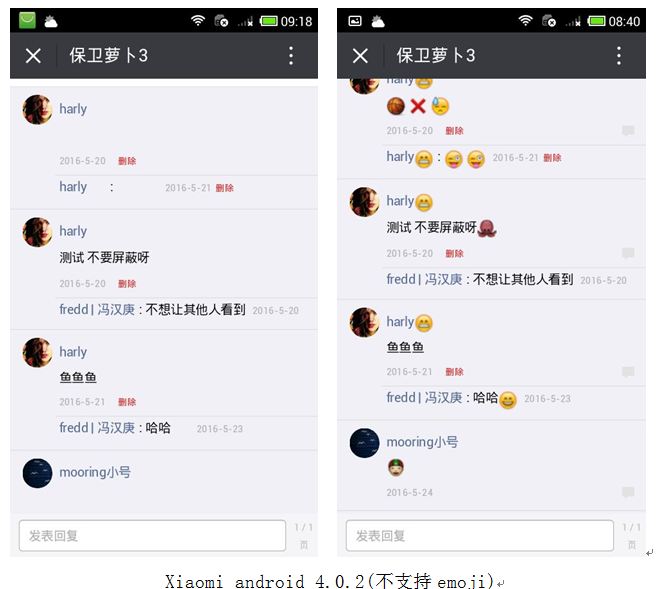 09:18
保卫萝卜3
harly
2016-5-20 删除
harly : 2016-5-21 删除
harly
测试 不要屏蔽呀
2016-5-20 删除
fredd | 冯汉庚 : 不想让其他人看到 2016-5-20
harly
鱼鱼鱼
2016-5-21 删除
fredd | 冯汉庚 : 哈哈 2016-5-23
mooring小号
发表回复
1 / 1
页
08:40
保卫萝卜3
harly😁
🏀❌😓
2016-5-20 删除
harly😁 : 😜😜 2016-5-21 删除
harly😁
测试 不要屏蔽呀🐙
2016-5-20 删除
fredd | 冯汉庚 : 不想让其他人看到 2016-5-20
harly😁
鱼鱼鱼
2016-5-21 删除
fredd | 冯汉庚 : 哈哈😁 2016-5-23
mooring小号
👲
2016-5-24
发表回复
1 / 1
页
Xiaomi android 4.0.2(不支持emoji)